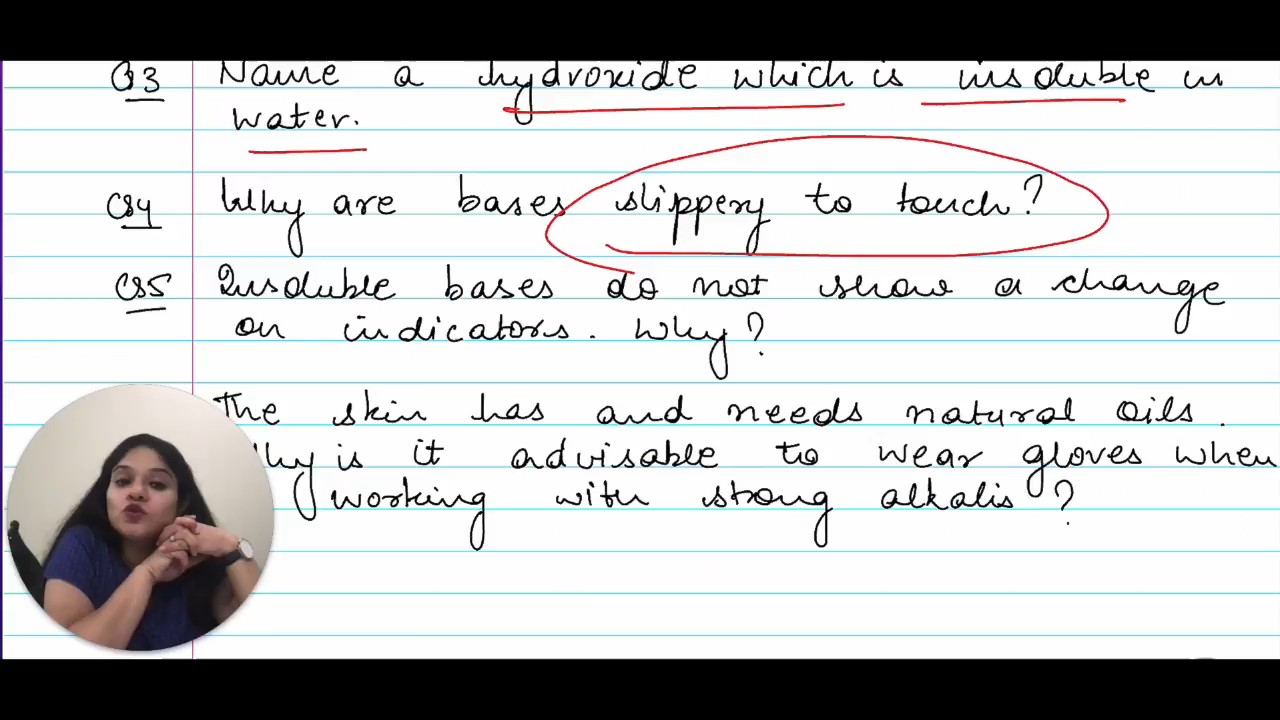 Q3 Name a hydroxide which is insoluble in
water.
Q4 Why are bases slippery to touch?
Q5 Insoluble bases do not show a change
on indicators. Why?
The skin has and needs natural oils.
hy is it advisable to wear gloves when
working with strong alkalis?